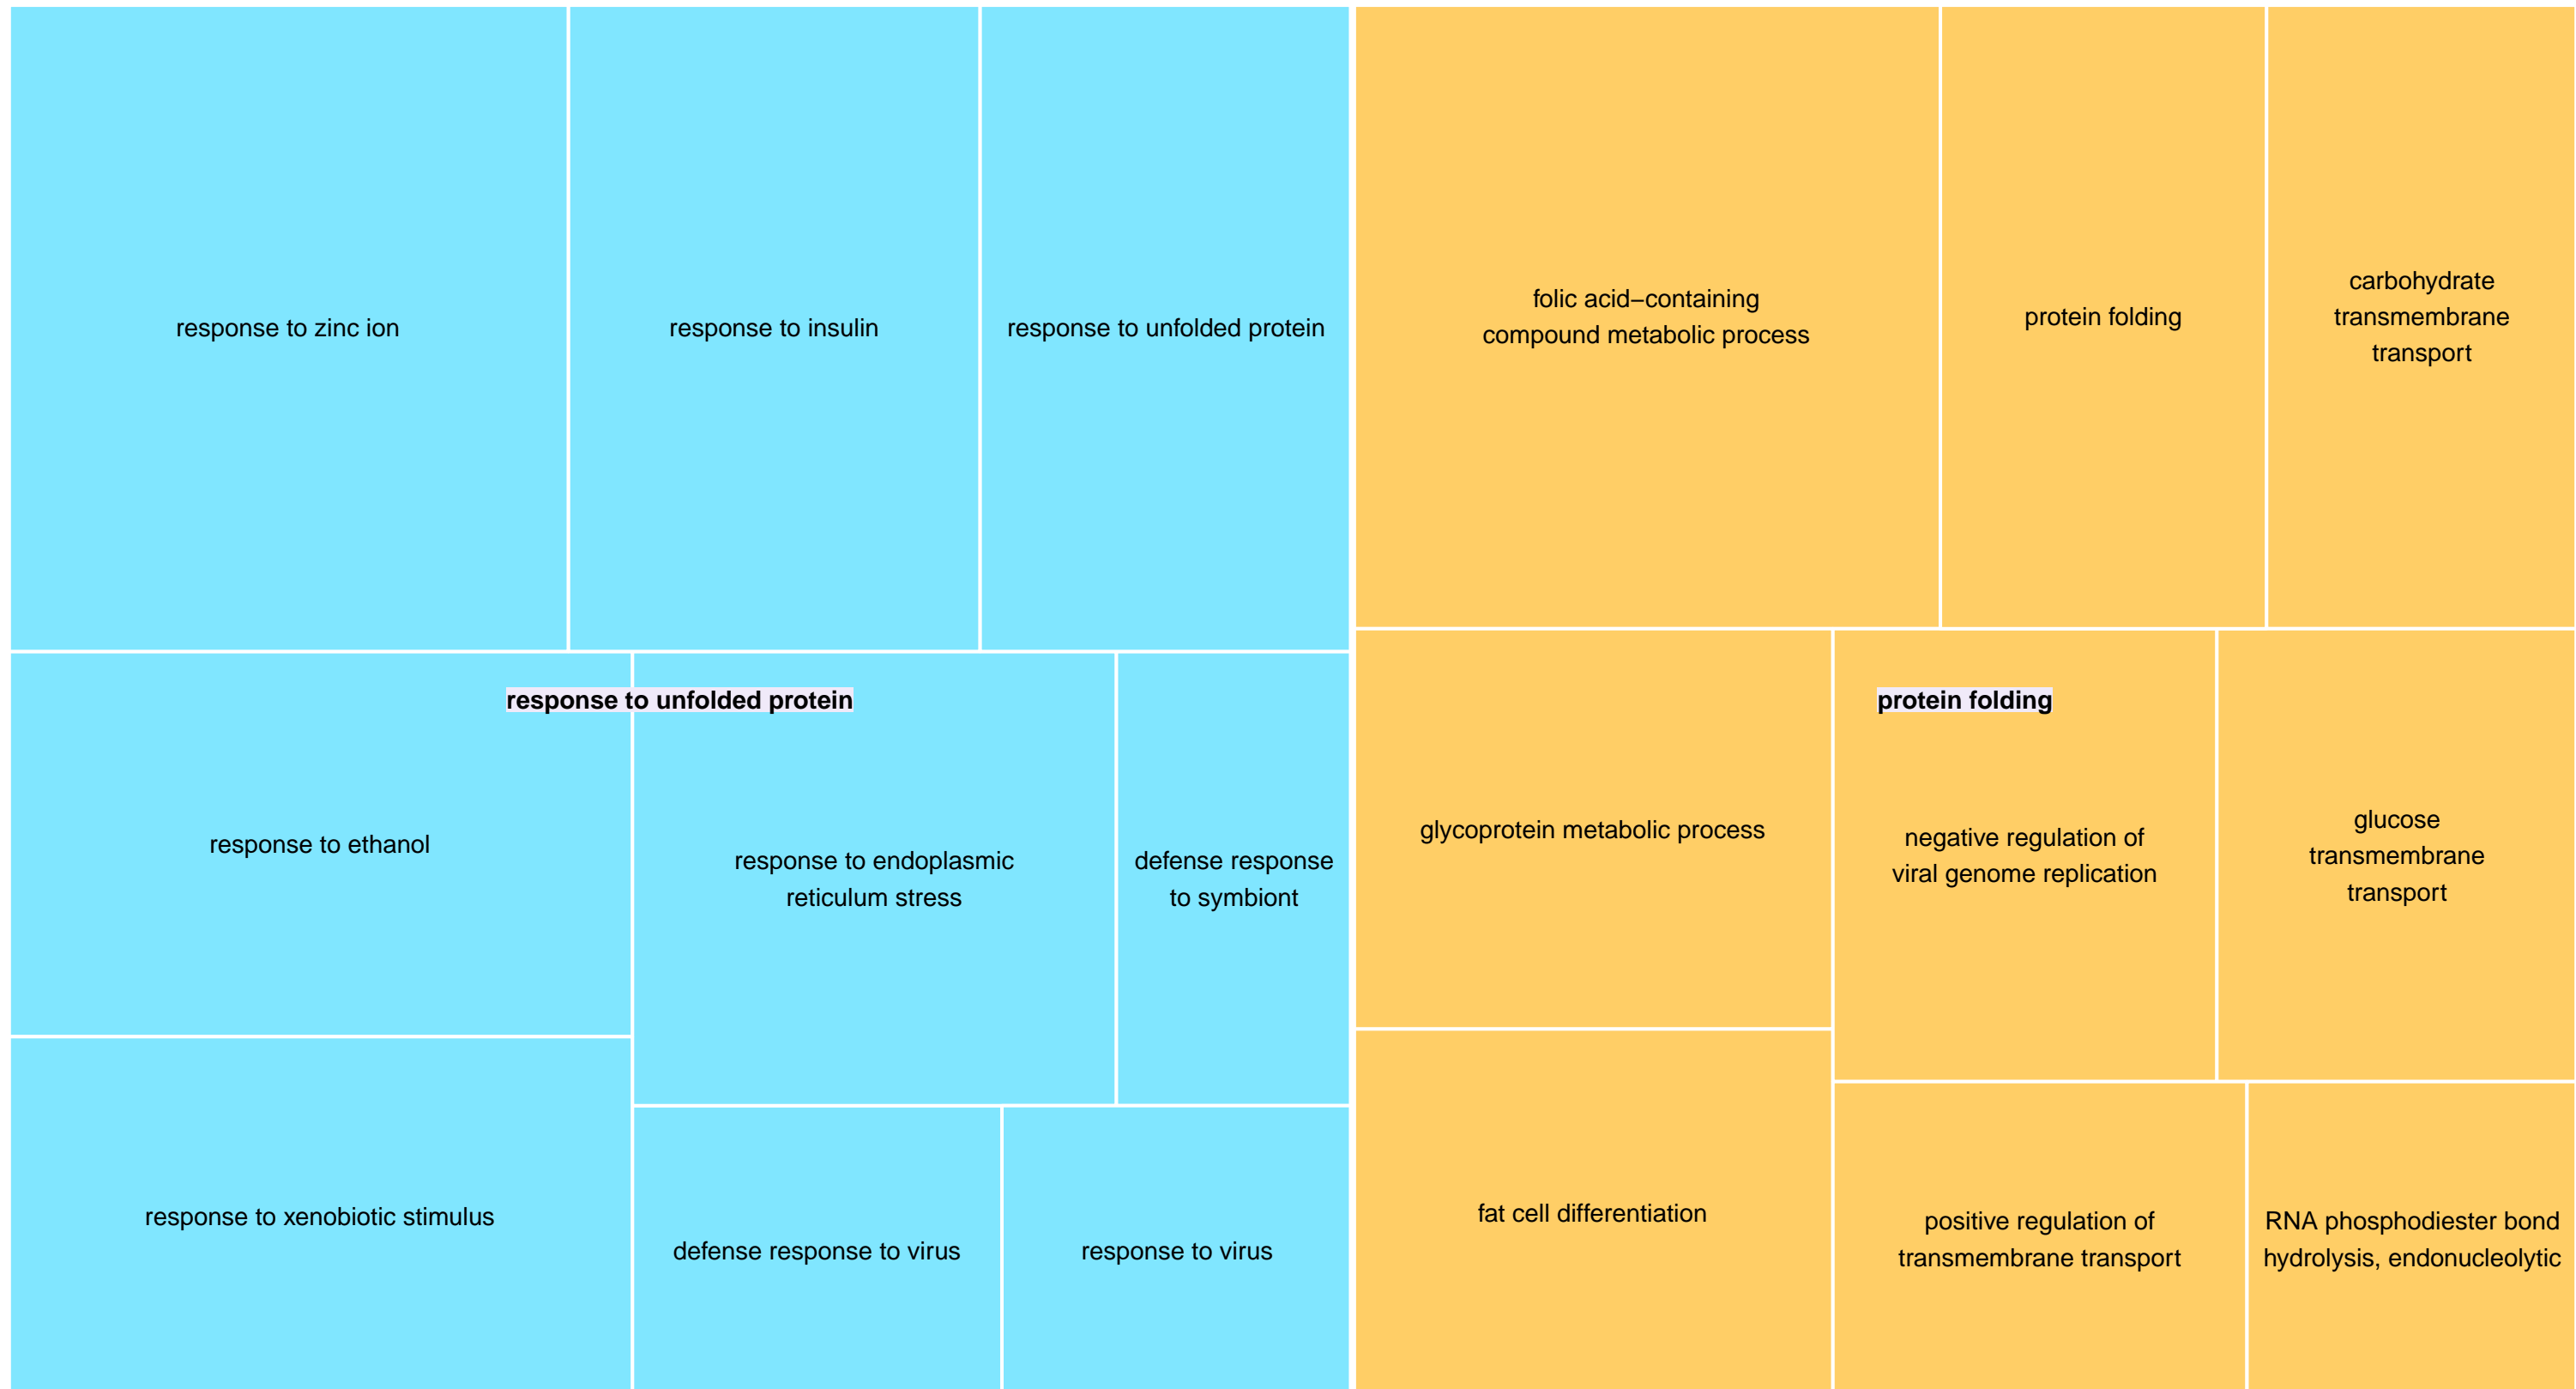 response to zinc ion
response to insulin
response to unfolded protein
folic acid−containing
compound metabolic process
protein folding
carbohydrate
transmembrane
transport
response to unfolded protein
protein folding
response to ethanol
response to endoplasmic
reticulum stress
defense response
to symbiont
glycoprotein metabolic process
negative regulation of
viral genome replication
glucose
transmembrane
transport
response to xenobiotic stimulus
defense response to virus
response to virus
fat cell differentiation
positive regulation of
transmembrane transport
RNA phosphodiester bond
hydrolysis, endonucleolytic